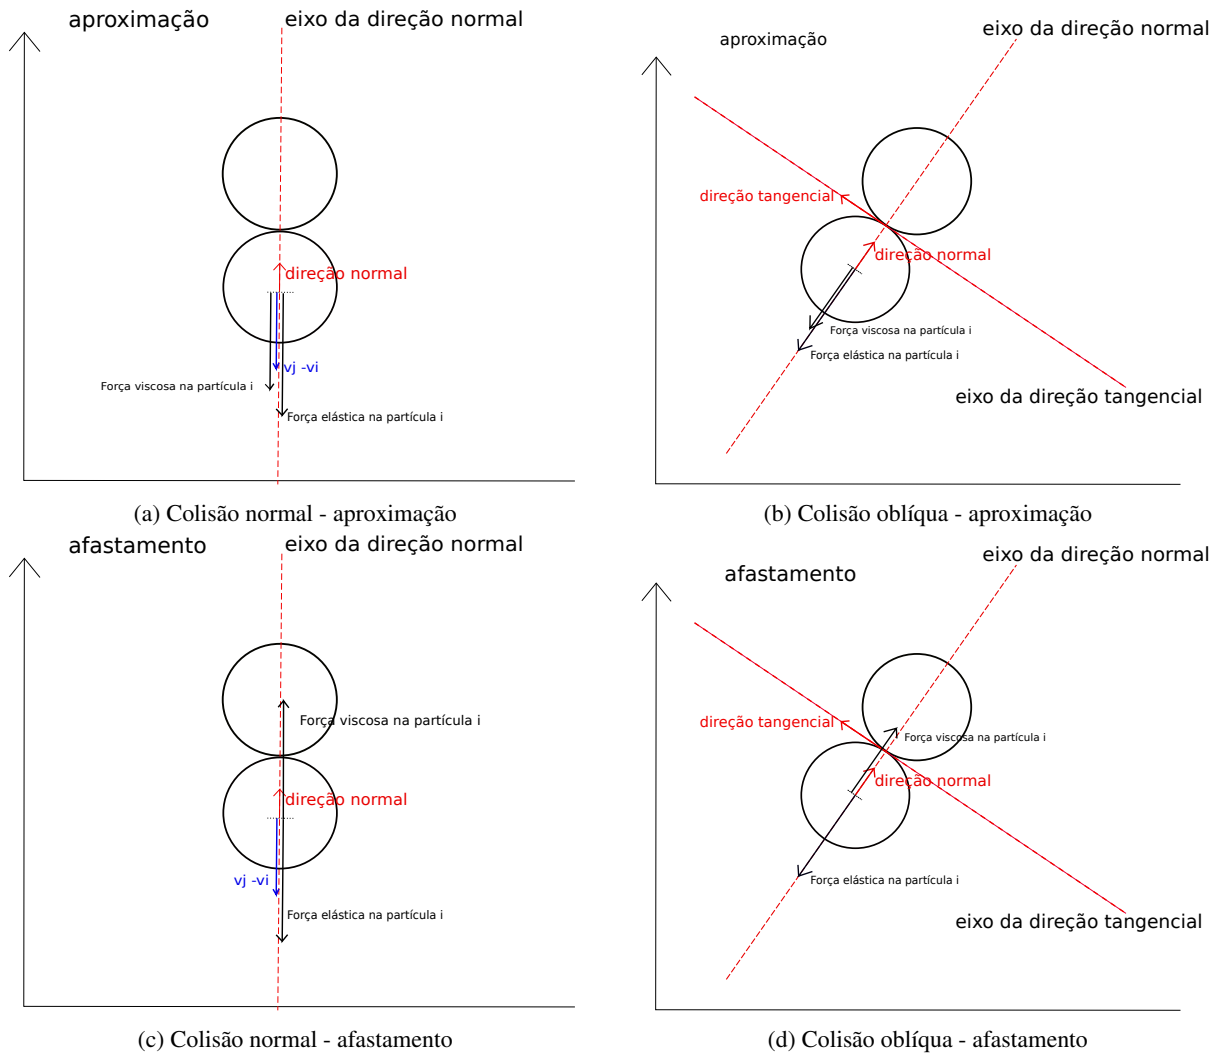 aproximação
eixo da direção normal
direção normal
vj -vi
Força viscosa na partícula i
Força elástica na partícula i
(a) Colisão normal - aproximação
eixo da direção normal
aproximação
direção tangencial
direção normal
Força viscosa na partícula i
Força elástica na partícula i
eixo da direção tangencial
(b) Colisão oblíqua - aproximação
afastamento
eixo da direção normal
Força viscosa na partícula i
direção normal
vj -vi
Força elástica na partícula i
(c) Colisão normal - afastamento
eixo da direção normal
afastamento
direção tangencial
Força viscosa na partícula i
direção normal
Força elástica na partícula i
eixo da direção tangencial
(d) Colisão oblíqua - afastamento